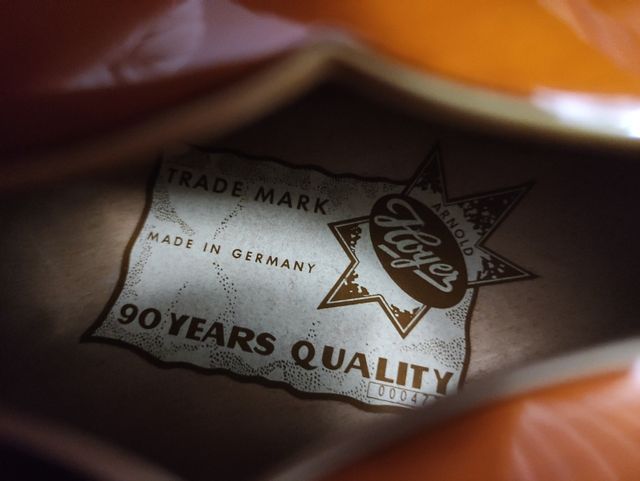 TRADE MARK
ARNOLD
Hoyer
MADE IN GERMANY
90 YEARS QUALITY